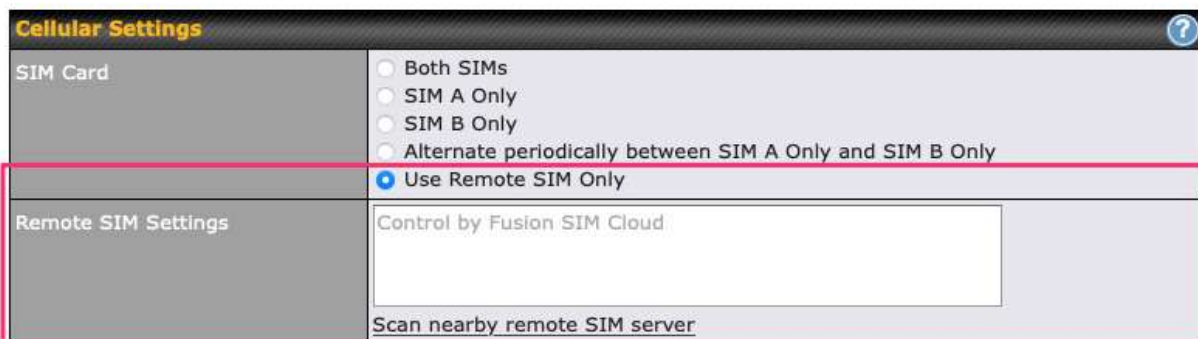 Cellular Settings
?
SIM Card
Both SIMs
SIM A Only
SIM B Only
Alternate periodically between SIM A Only and SIM B Only
Use Remote SIM Only
Remote SIM Settings
Control by Fusion SIM Cloud
Scan nearby remote SIM server